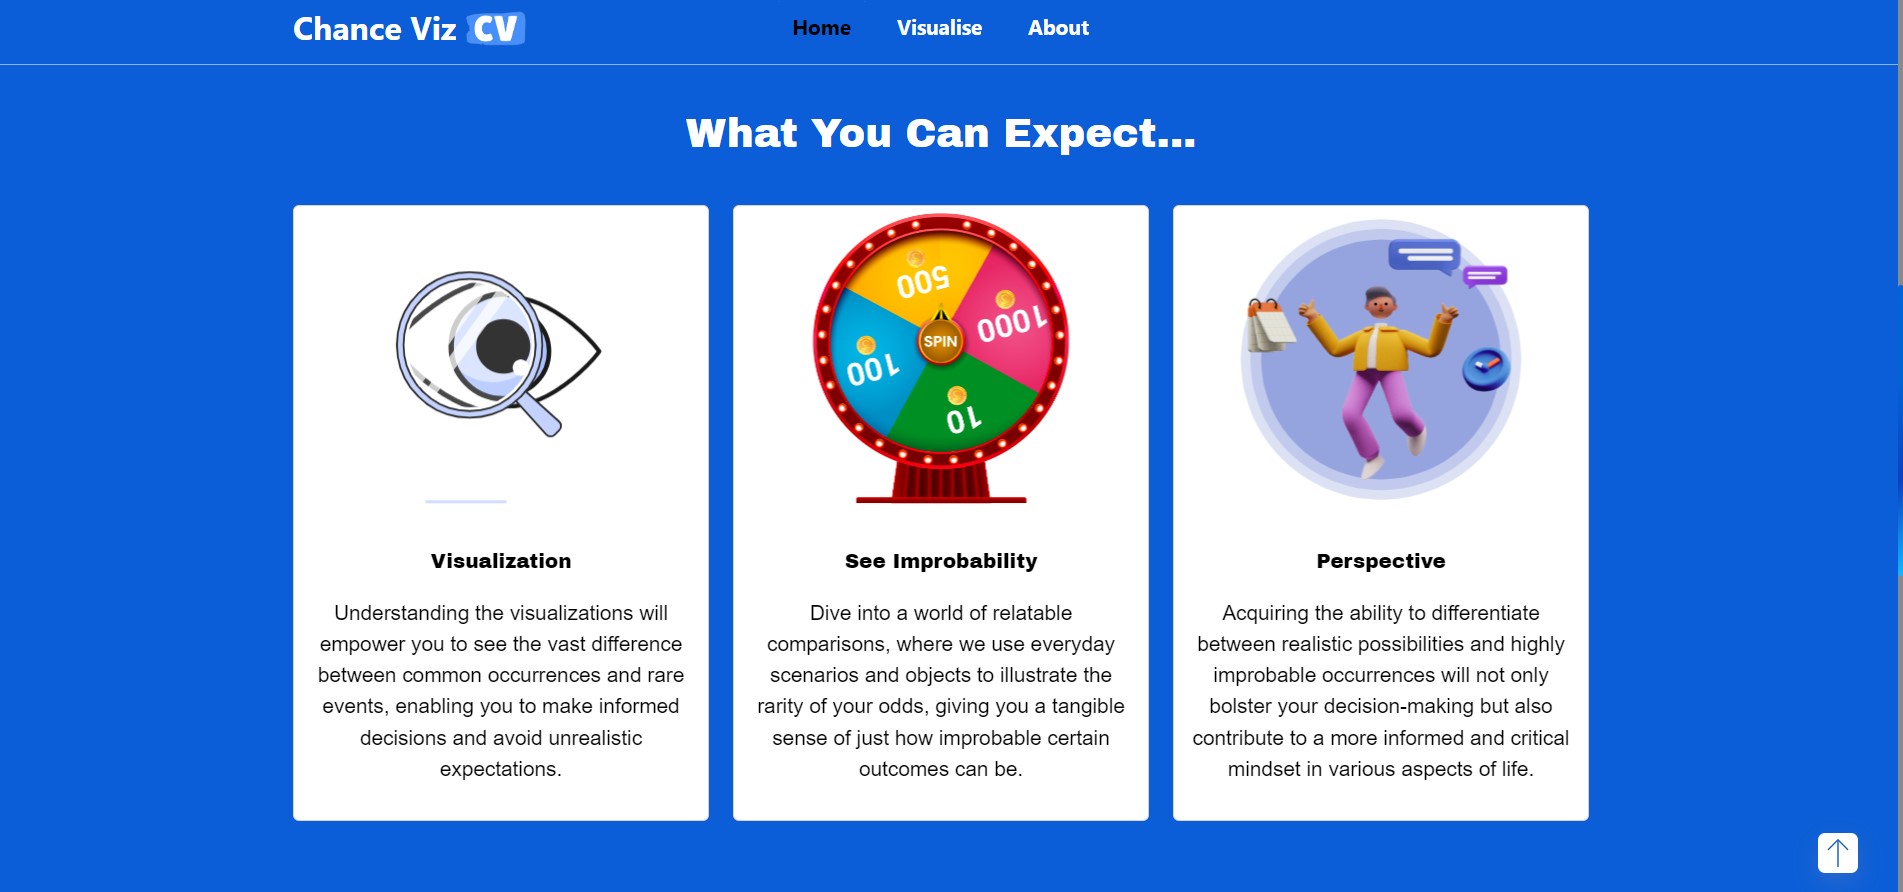 Chance Viz CV
Home Visualise About
What You Can Expect...
500
1000
SPIN
100
10
Visualization
Understanding the visualizations will
empower you to see the vast difference
between common occurrences and rare
events, enabling you to make informed
decisions and avoid unrealistic
expectations.
See Improbability
Dive into a world of relatable
comparisons, where we use everyday
scenarios and objects to illustrate the
rarity of your odds, giving you a tangible
sense of just how improbable certain
outcomes can be.
Perspective
Acquiring the ability to differentiate
between realistic possibilities and highly
improbable occurrences will not only
bolster your decision-making but also
contribute to a more informed and critical
mindset in various aspects of life.